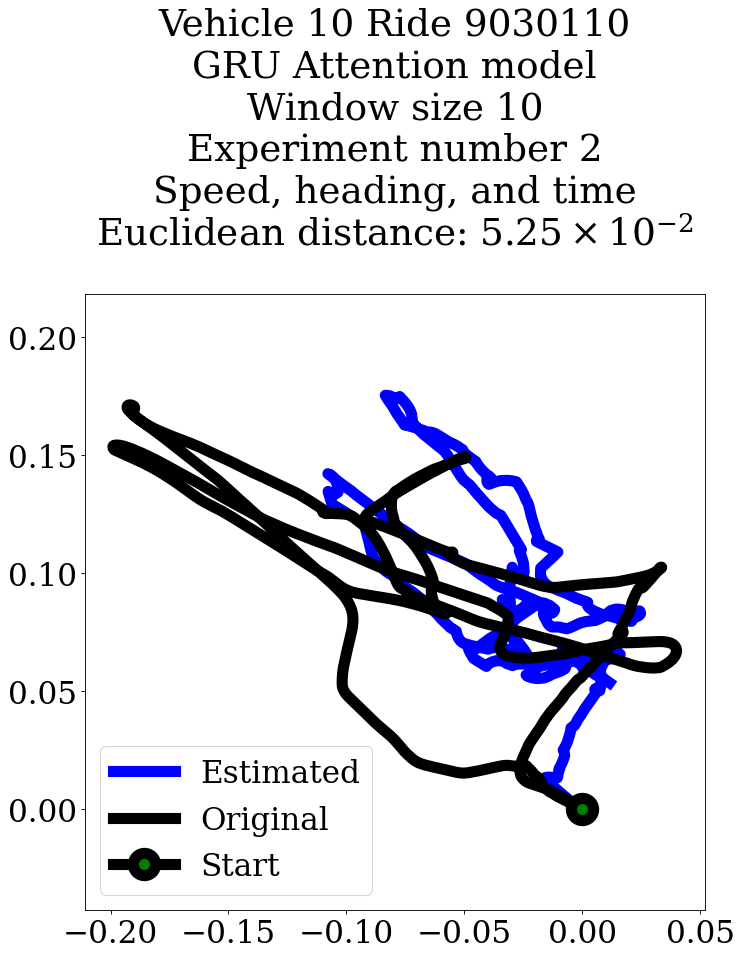 Vehicle 10 Ride 9030110
GRU Attention model
Window size 10
Experiment number 2
Speed, heading, and time
Euclidean distance: 5.25 × 10⁻²
0.20
0.15
0.10
0.05
0.00
Estimated
Original
Start
−0.20 −0.15 −0.10 −0.05 0.00 0.05